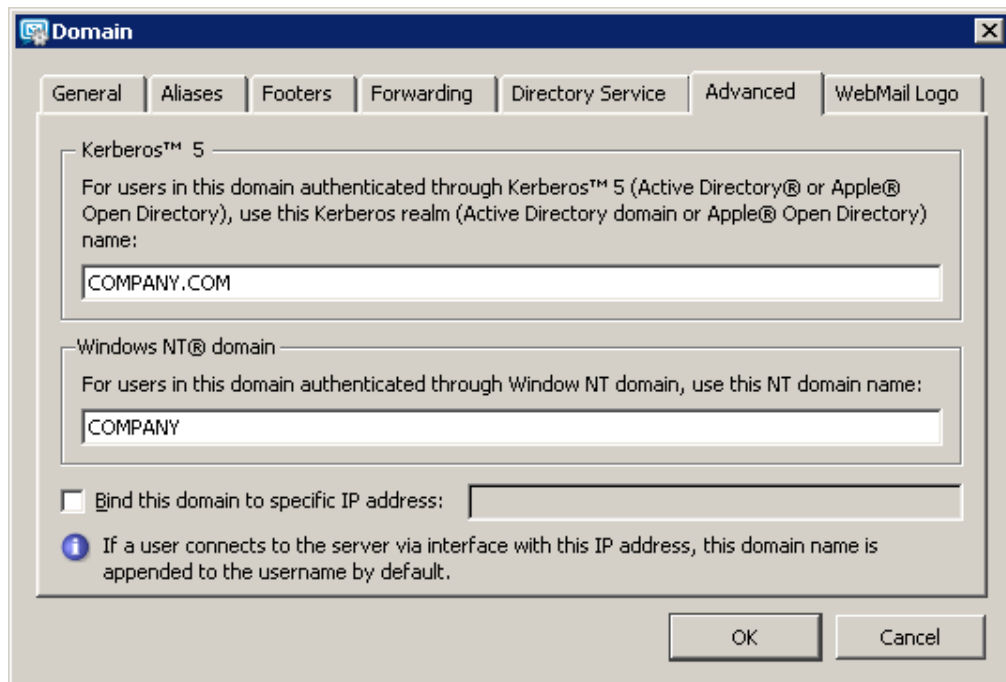 Domain
General Aliases Footers Forwarding Directory Service Advanced WebMail Logo
Kerberos™ 5
For users in this domain authenticated through Kerberos™ 5 (Active Directory® or Apple®
Open Directory), use this Kerberos realm (Active Directory domain or Apple® Open Directory)
name:
COMPANY.COM
Windows NT® domain
For users in this domain authenticated through Window NT domain, use this NT domain name:
COMPANY
Bind this domain to specific IP address:
If a user connects to the server via interface with this IP address, this domain name is
appended to the username by default.
OK Cancel